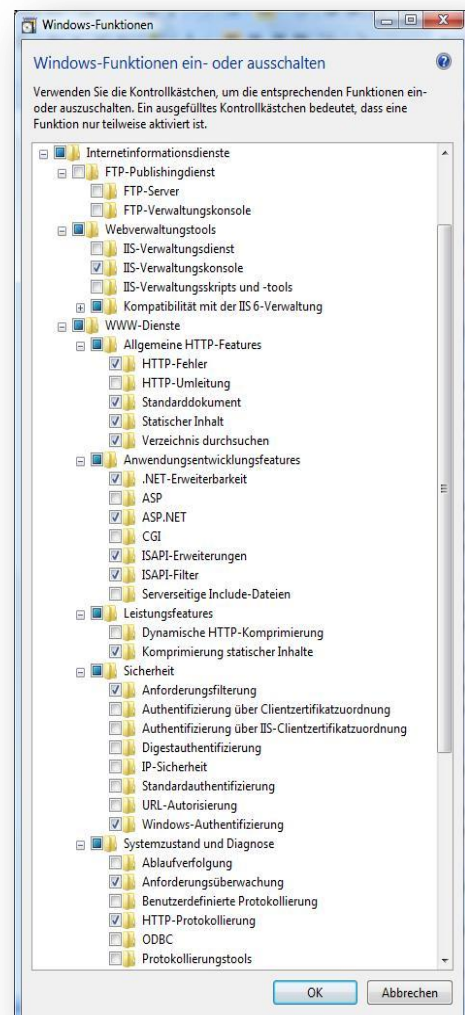 Windows-Funktionen
Windows-Funktionen ein- oder ausschalten
Verwenden Sie die Kontrollkästchen, um die entsprechenden Funktionen ein-
oder auszuschalten. Ein ausgefülltes Kontrollkästchen bedeutet, dass eine
Funktion nur teilweise aktiviert ist.
Internetinformationsdienste
FTP-Publishingdienst
FTP-Server
FTP-Verwaltungskonsole
Webverwaltungstools
IIS-Verwaltungsdienst
IIS-Verwaltungskonsole
IIS-Verwaltungsskripts und -tools
Kompatibilität mit der IIS 6-Verwaltung
WWW-Dienste
Allgemeine HTTP-Features
HTTP-Fehler
HTTP-Umleitung
Standarddokument
Statischer Inhalt
Verzeichnis durchsuchen
Anwendungsentwicklungsfeatures
.NET-Erweiterbarkeit
ASP
ASP.NET
CGI
ISAPI-Erweiterungen
ISAPI-Filter
Serverseitige Include-Dateien
Leistungsfeatures
Dynamische HTTP-Komprimierung
Komprimierung statischer Inhalte
Sicherheit
Anforderungsfilterung
Authentifizierung über Clientzertifikatzuordnung
Authentifizierung über IIS-Clientzertifikatzuordnung
Digestauthentifizierung
IP-Sicherheit
Standardauthentifizierung
URL-Autorisierung
Windows-Authentifizierung
Systemzustand und Diagnose
Ablaufverfolgung
Anforderungsüberwachung
Benutzerdefinierte Protokollierung
HTTP-Protokollierung
ODBC
Protokollierungstools
OK Abbrechen